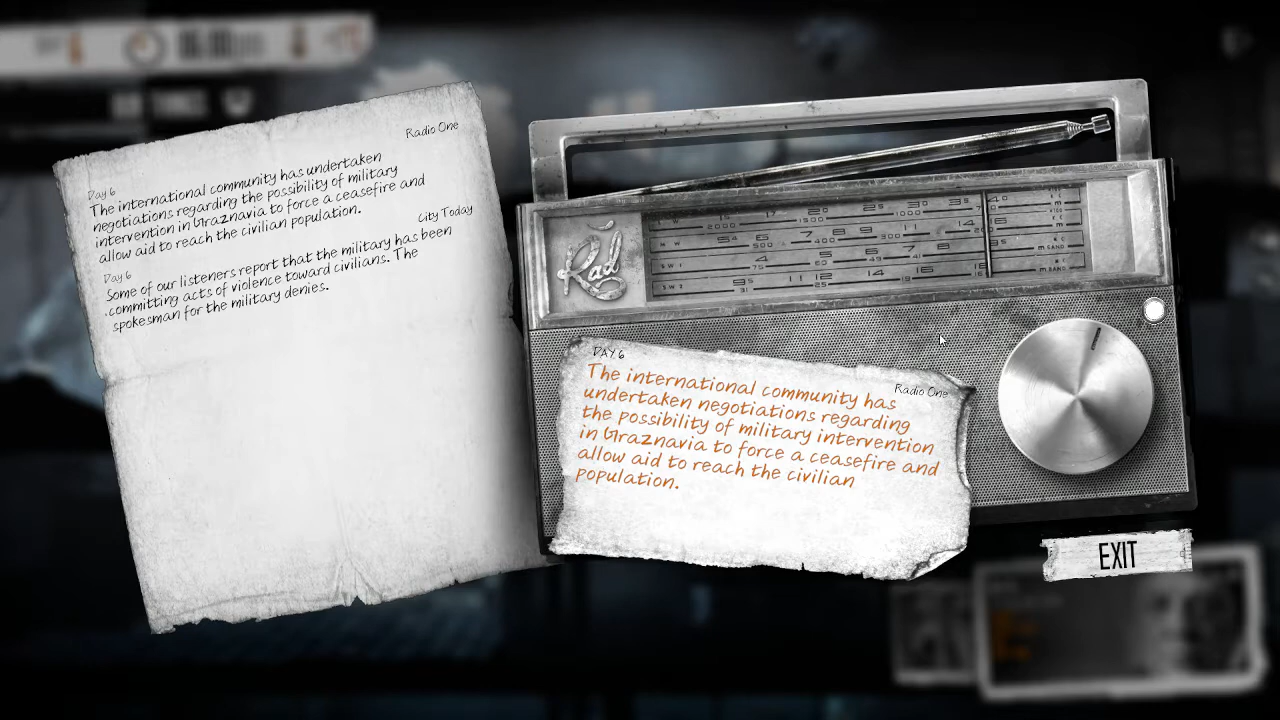 Radio One
Day 6
The international community has undertaken
negotiations regarding the possibility of military
intervention in Graznavia to force a ceasefire and
allow aid to reach the civilian population.
City Today
Day 6
Some of our listeners report that the military has been
committing acts of violence toward civilians. The
spokesman for the military denies.
Rad
DAY 6
Radio One
The international community has
undertaken negotiations regarding
the possibility of military intervention
in Graznavia to force a ceasefire and
allow aid to reach the civilian
population.
EXIT